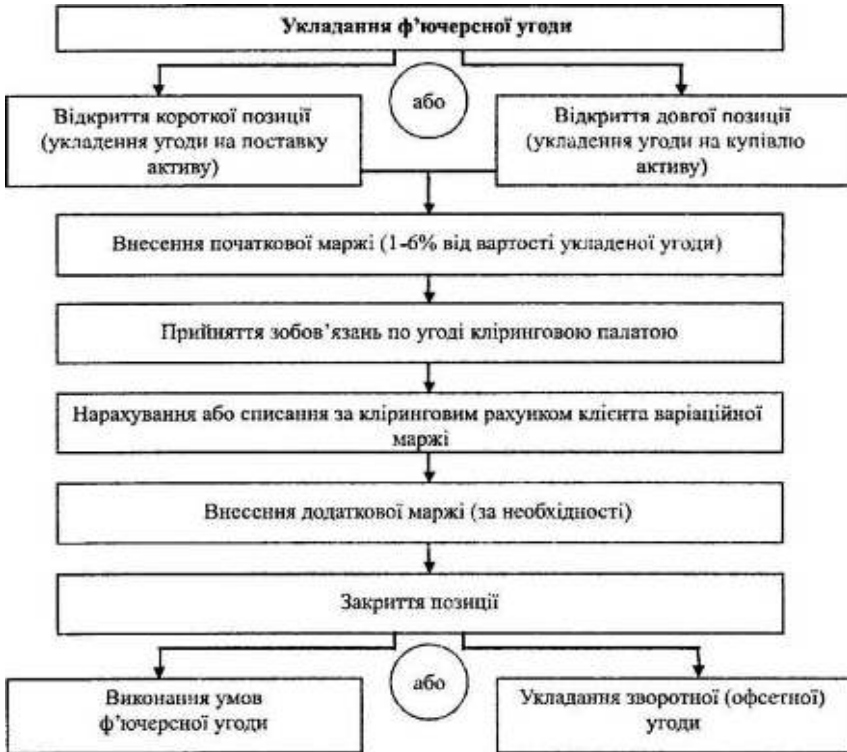 Укладання ф’ючерсної угоди
або
Відкриття короткої позиції
(укладення угоди на поставку
активу)
Відкриття довгої позиції
(укладення угоди на купівлю
активу)
Внесення початкової маржі (1-6% від вартості укладеної угоди)
Прийняття зобов’язань по угоді кліринговою палатою
Нарахування або списання за кліринговим рахунком клієнта варіаційної
маржі
Внесення додаткової маржі (за необхідності)
Закриття позиції
або
Виконання умов
ф’ючерсної угоди
Укладання зворотної (офсетної)
угоди